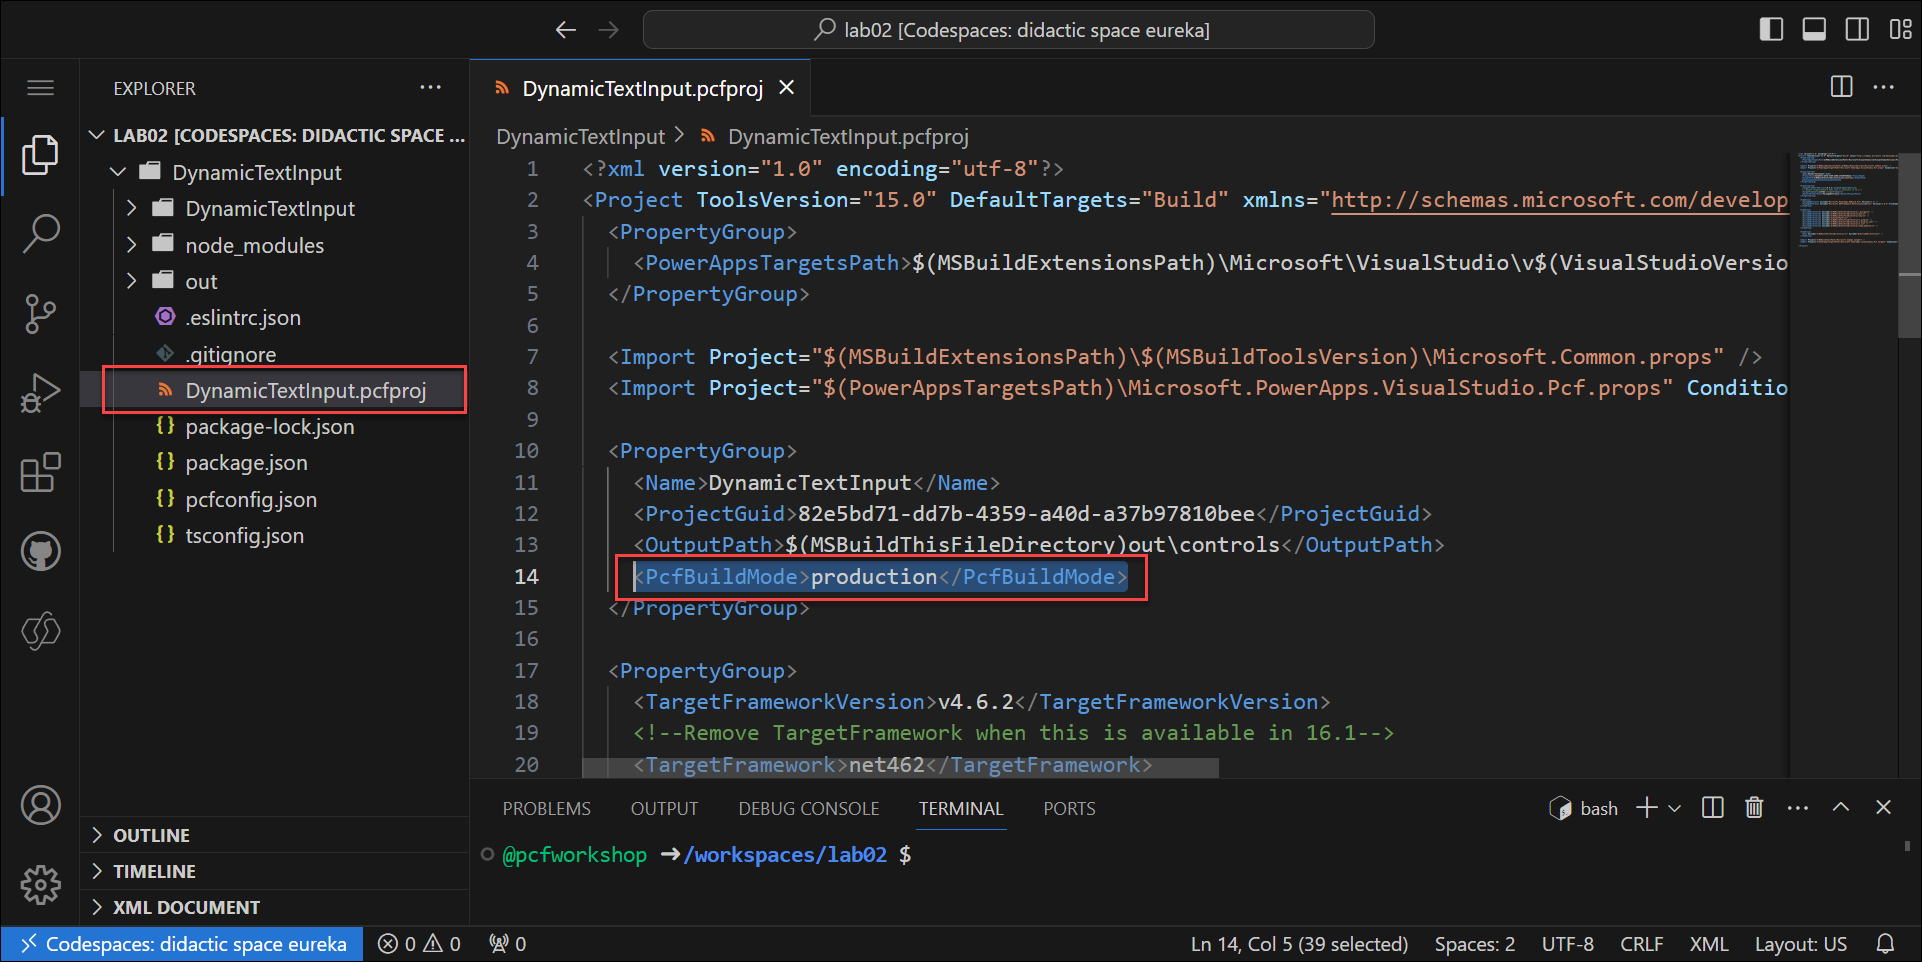 lab02 [Codespaces: didactic space eureka]
EXPLORER
LAB02 [CODESPACES: DIDACTIC SPACE ...
DynamicTextInput
DynamicTextInput
node_modules
out
.eslintrc.json
.gitignore
DynamicTextInput.pcfproj
package-lock.json
package.json
pcfconfig.json
tsconfig.json
OUTLINE
TIMELINE
XML DOCUMENT
DynamicTextInput.pcfproj
DynamicTextInput > DynamicTextInput.pcfproj
1 <?xml version="1.0" encoding="utf-8"?>
2 <Project ToolsVersion="15.0" DefaultTargets="Build" xmlns="http://schemas.microsoft.com/develop
3 <PropertyGroup>
4 <PowerAppsTargetsPath>$(MSBuildExtensionsPath)\Microsoft\VisualStudio\v$(VisualStudioVersio
5 </PropertyGroup>
6
7 <Import Project="$(MSBuildExtensionsPath)\$(MSBuildToolsVersion)\Microsoft.Common.props" />
8 <Import Project="$(PowerAppsTargetsPath)\Microsoft.PowerApps.VisualStudio.Pcf.props" Conditio
9
10 <PropertyGroup>
11 <Name>DynamicTextInput</Name>
12 <ProjectGuid>82e5bd71-dd7b-4359-a40d-a37b97810bee</ProjectGuid>
13 <OutputPath>$(MSBuildThisFileDirectory)out\controls</OutputPath>
14 <PcfBuildMode>production</PcfBuildMode>
15 </PropertyGroup>
16
17 <PropertyGroup>
18 <TargetFrameworkVersion>v4.6.2</TargetFrameworkVersion>
19 <!--Remove TargetFramework when this is available in 16.1-->
20 <TargetFramework>net462</TargetFramework>
PROBLEMS OUTPUT DEBUG CONSOLE TERMINAL PORTS bash
@pcfworkshop ➜/workspaces/lab02 $
Codespaces: didactic space eureka 0 0 0 Ln 14, Col 5 (39 selected) Spaces: 2 UTF-8 CRLF XML Layout: US